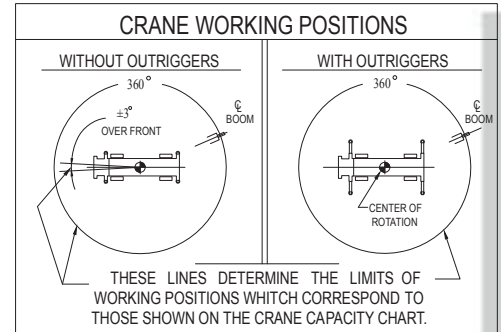 CRANE WORKING POSITIONS
WITHOUT OUTRIGGERS
360°
±3°
OVER FRONT
℄
BOOM
WITH OUTRIGGERS
360°
℄
BOOM
CENTER OF
ROTATION
THESE LINES DETERMINE THE LIMITS OF
WORKING POSITIONS WHITCH CORRESPOND TO
THOSE SHOWN ON THE CRANE CAPACITY CHART.